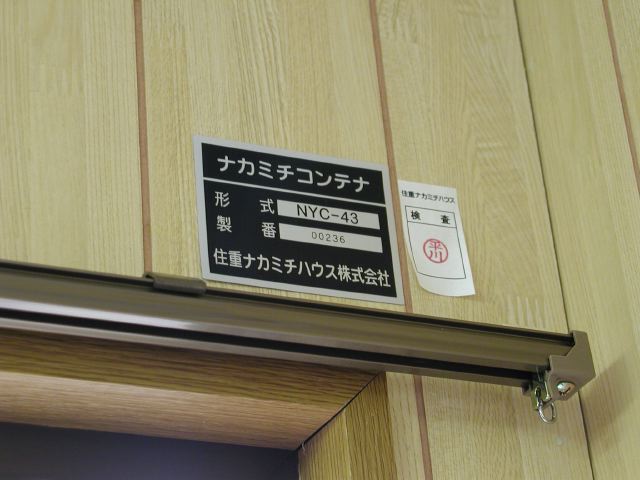 ナカミチコンテナ
形式 NYC-43
製番 00236
住重ナカミチハウス株式会社
住重ナカミチハウス
検査
平川